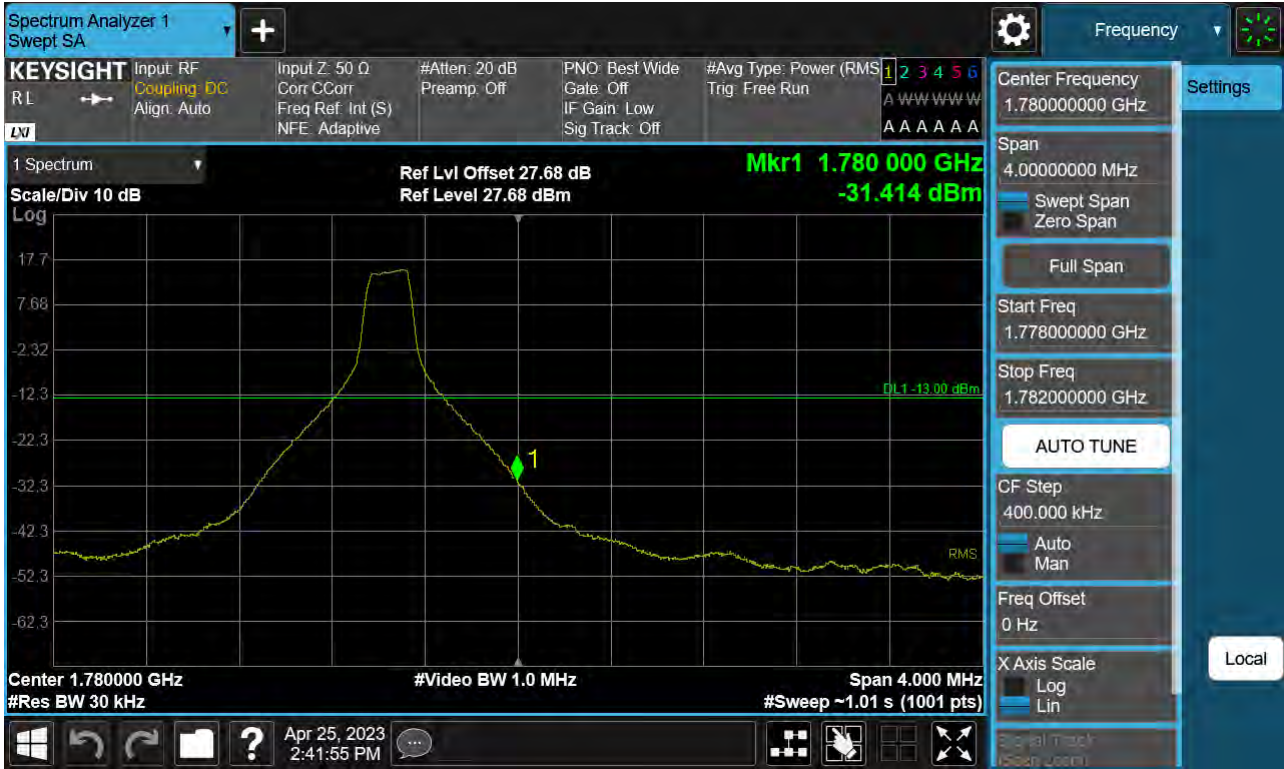 Spectrum Analyzer 1
Swept SA
Frequency
KEYSIGHT
R L
LXI
Input: RF
Coupling: DC
Align: Auto
Input Z: 50 Ω
Corr CCorr
Freq Ref: Int (S)
NFE: Adaptive
#Atten: 20 dB
Preamp: Off
PNO: Best Wide
Gate: Off
IF Gain: Low
Sig Track: Off
#Avg Type: Power (RMS
Trig: Free Run
1 2 3 4 5 6
A W W W W W
A A A A A A
1 Spectrum
Scale/Div 10 dB
Log
Ref Lvl Offset 27.68 dB
Ref Level 27.68 dBm
Mkr1 1.780 000 GHz
-31.414 dBm
17.7
7.68
-2.32
-12.3
-22.3
-32.3
-42.3
-52.3
-62.3
DL1 -13.00 dBm
1
RMS
Center 1.780000 GHz
#Res BW 30 kHz
#Video BW 1.0 MHz
Span 4.000 MHz
#Sweep ~1.01 s (1001 pts)
Center Frequency
1.780000000 GHz
Span
4.00000000 MHz
Swept Span
Zero Span
Full Span
Start Freq
1.778000000 GHz
Stop Freq
1.782000000 GHz
AUTO TUNE
CF Step
400.000 kHz
Auto
Man
Freq Offset
0 Hz
X Axis Scale
Log
Lin
Signal Track
(Span Zoom)
Settings
Local
?
Apr 25, 2023
2:41:55 PM